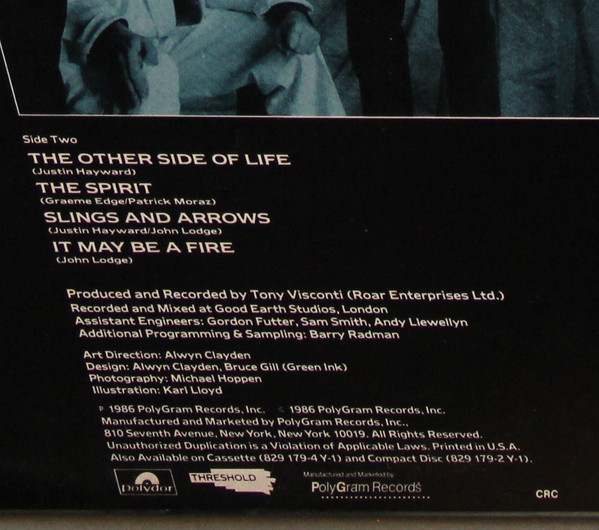 Side Two
THE OTHER SIDE OF LIFE
(Justin Hayward)
THE SPIRIT
(Graeme Edge/Patrick Moraz)
SLINGS AND ARROWS
(Justin Hayward/John Lodge)
IT MAY BE A FIRE
(John Lodge)
Produced and Recorded by Tony Visconti (Roar Enterprises Ltd.)
Recorded and Mixed at Good Earth Studios, London
Assistant Engineers: Gordon Futter, Sam Smith, Andy Llewellyn
Additional Programming & Sampling: Barry Radman
Art Direction: Alwyn Clayden
Design: Alwyn Clayden, Bruce Gill (Green Ink)
Photography: Michael Hoppen
Illustration: Karl Lloyd
℗ 1986 PolyGram Records, Inc. © 1986 PolyGram Records, Inc.
Manufactured and Marketed by PolyGram Records, Inc.,
810 Seventh Avenue, New York, New York 10019. All Rights Reserved.
Unauthorized Duplication is a Violation of Applicable Laws. Printed in U.S.A.
Also Available on Cassette (829 179-4 Y-1) and Compact Disc (829 179-2 Y-1).
polydor
THRESHOLD
Manufactured and Marketed by
PolyGram Records
CRC